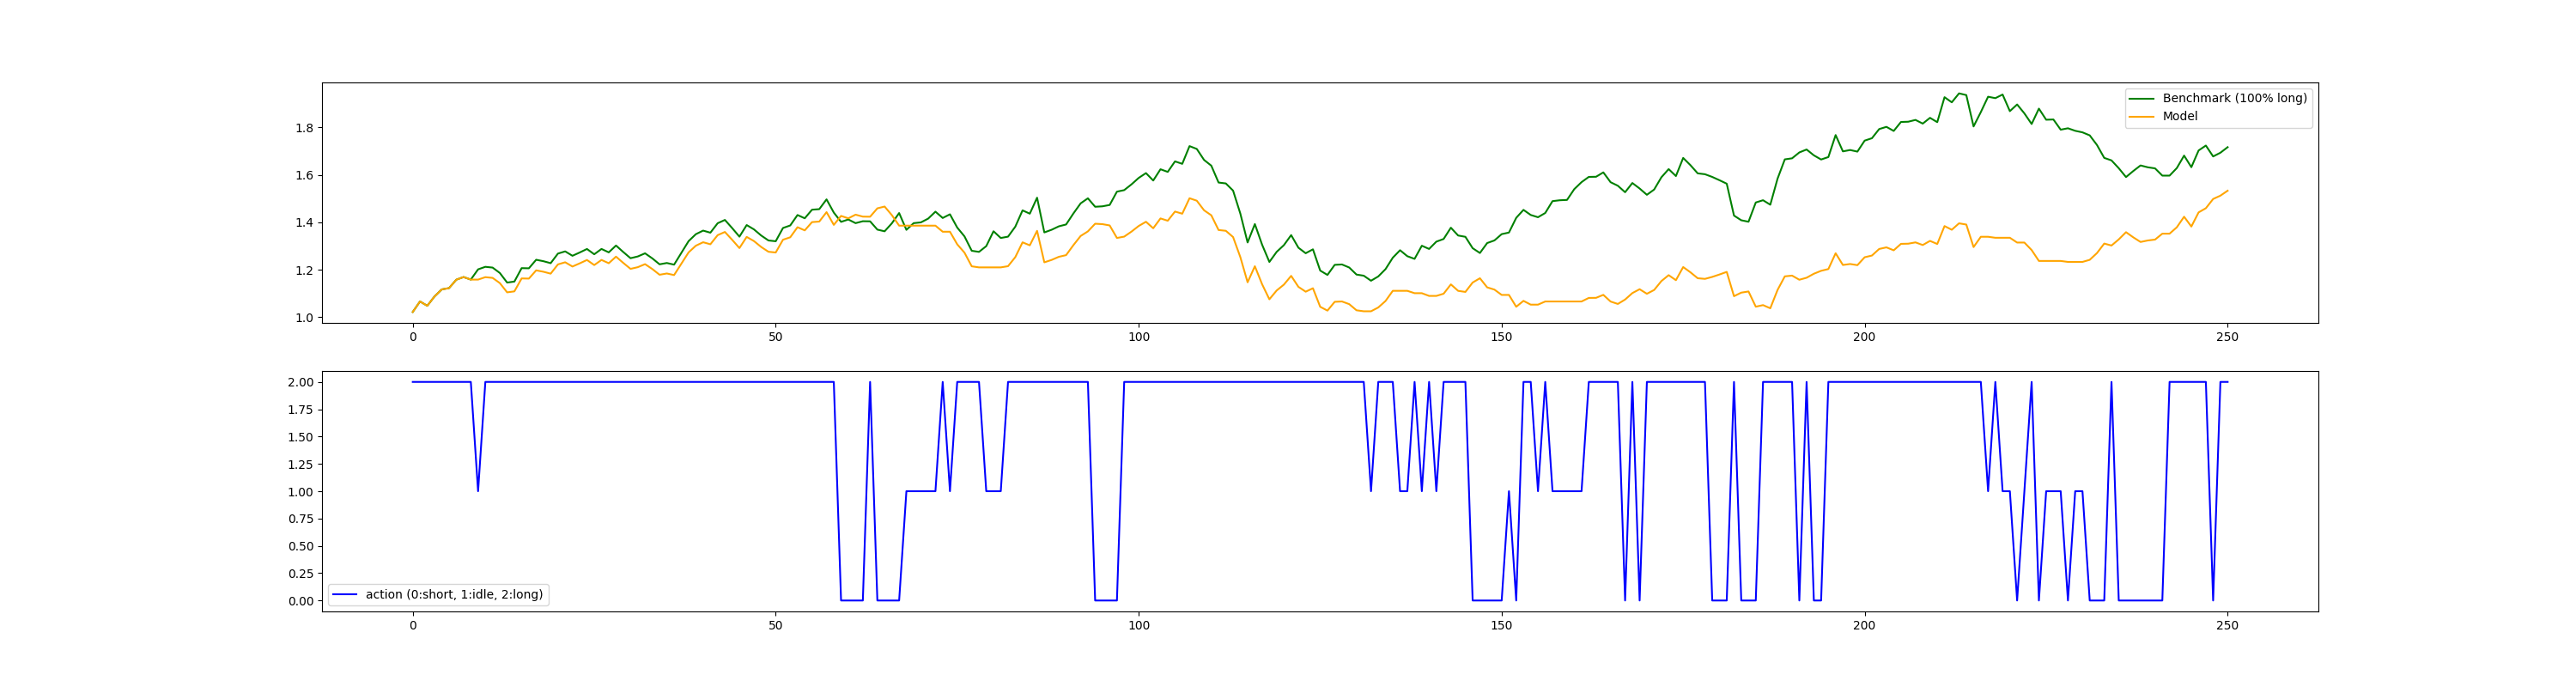 1.8
1.6
1.4
1.2
1.0
Benchmark (100% long)
Model
0 50 100 150 200 250
2.00
1.75
1.50
1.25
1.00
0.75
0.50
0.25
0.00
action (0:short, 1:idle, 2:long)
0 50 100 150 200 250